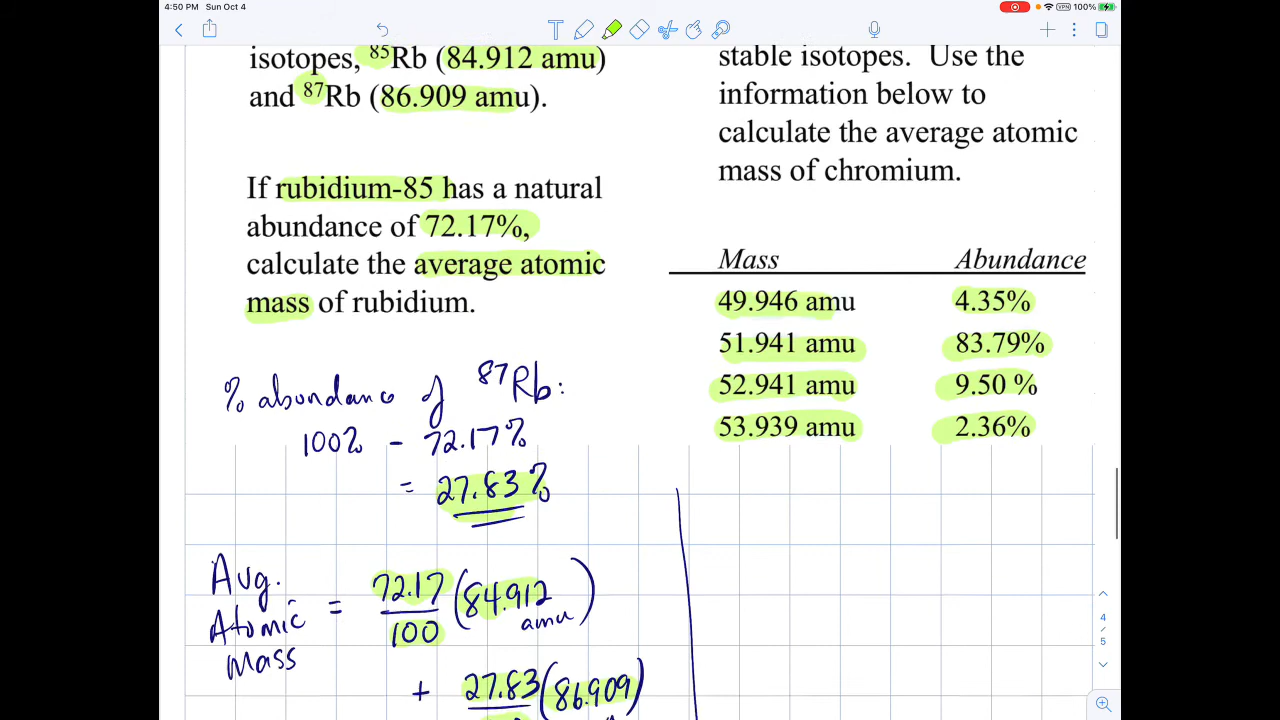 4:50 PM Sun Oct 4
VPN 100%
T
isotopes, ⁸⁵Rb (84.912 amu)
and ⁸⁷Rb (86.909 amu).
If rubidium-85 has a natural
abundance of 72.17%,
calculate the average atomic
mass of rubidium.
% abundance of ⁸⁷Rb:
100% - 72.17%
= 27.83%
Avg.
Atomic
Mass
= 72.17/100 (84.912 amu)
+ 27.83 (86.909)
stable isotopes. Use the
information below to
calculate the average atomic
mass of chromium.
Mass Abundance
49.946 amu 4.35%
51.941 amu 83.79%
52.941 amu 9.50 %
53.939 amu 2.36%
4
5